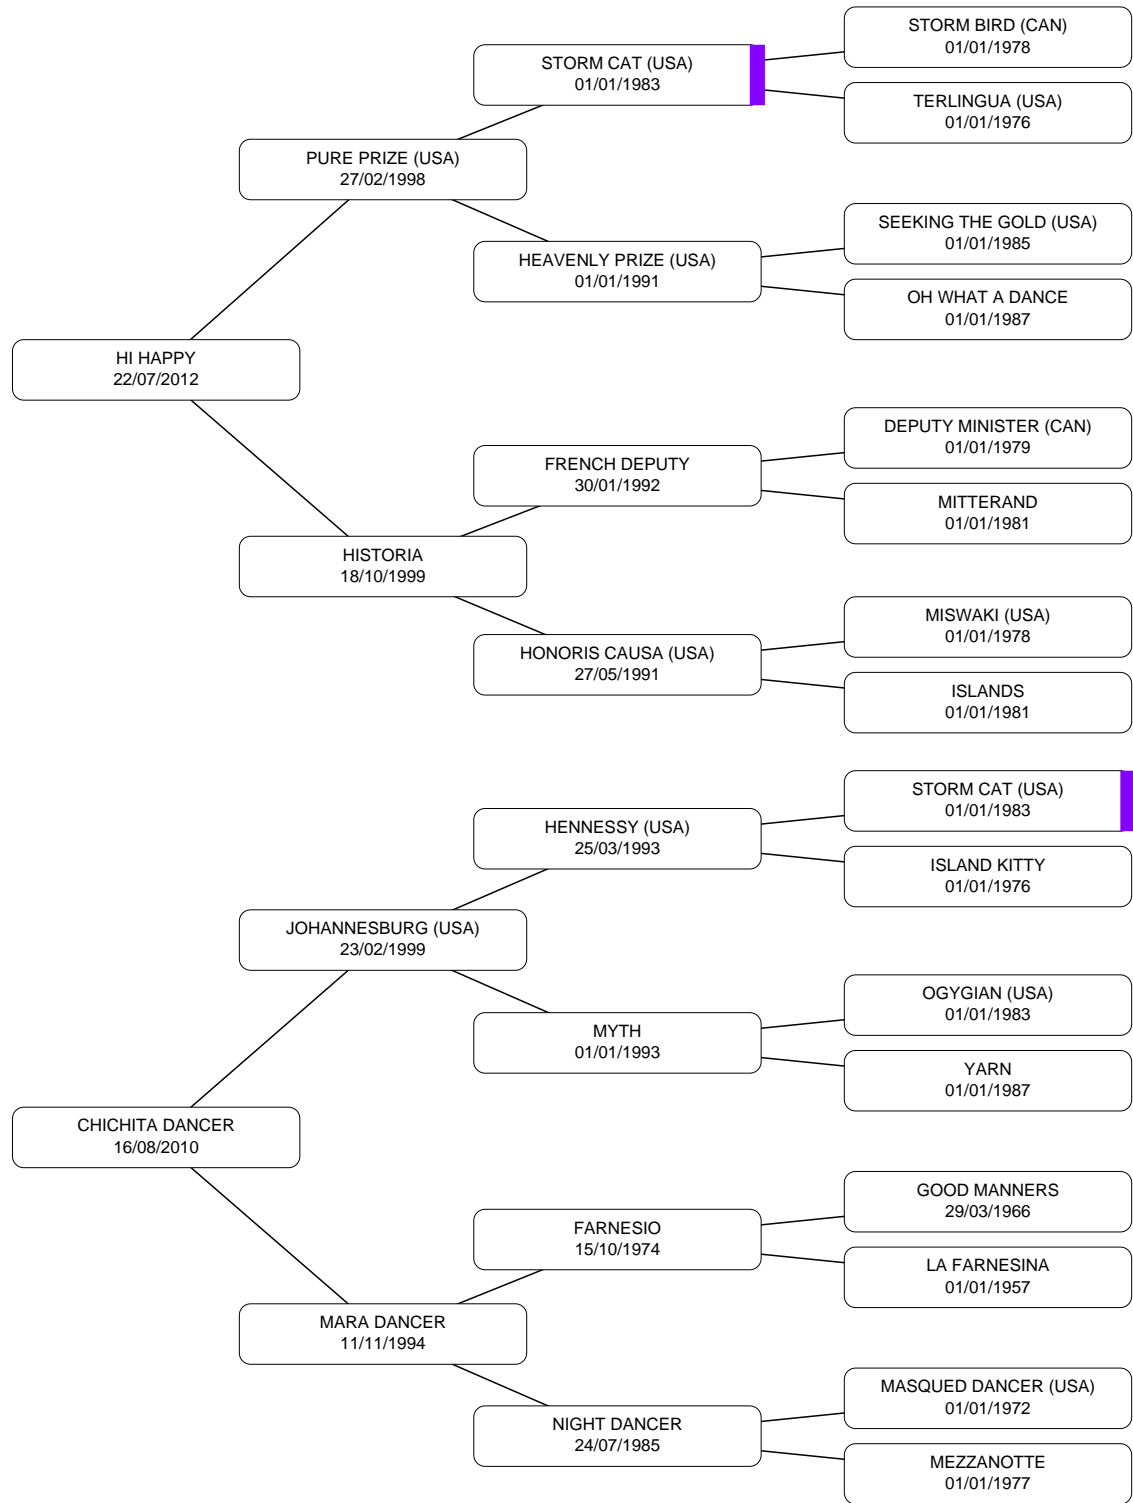 STORM BIRD (CAN)
01/01/1978
STORM CAT (USA)
01/01/1983
TERLINGUA (USA)
01/01/1976
PURE PRIZE (USA)
27/02/1998
SEEKING THE GOLD (USA)
01/01/1985
HEAVENLY PRIZE (USA)
01/01/1991
OH WHAT A DANCE
01/01/1987
HI HAPPY
22/07/2012
DEPUTY MINISTER (CAN)
01/01/1979
FRENCH DEPUTY
30/01/1992
MITTERAND
01/01/1981
HISTORIA
18/10/1999
MISWAKI (USA)
01/01/1978
HONORIS CAUSA (USA)
27/05/1991
ISLANDS
01/01/1981
STORM CAT (USA)
01/01/1983
HENNESSY (USA)
25/03/1993
ISLAND KITTY
01/01/1976
JOHANNESBURG (USA)
23/02/1999
OGYGIAN (USA)
01/01/1983
MYTH
01/01/1993
YARN
01/01/1987
CHICHITA DANCER
16/08/2010
GOOD MANNERS
29/03/1966
FARNESIO
15/10/1974
LA FARNESINA
01/01/1957
MARA DANCER
11/11/1994
MASQUED DANCER (USA)
01/01/1972
NIGHT DANCER
24/07/1985
MEZZANOTTE
01/01/1977